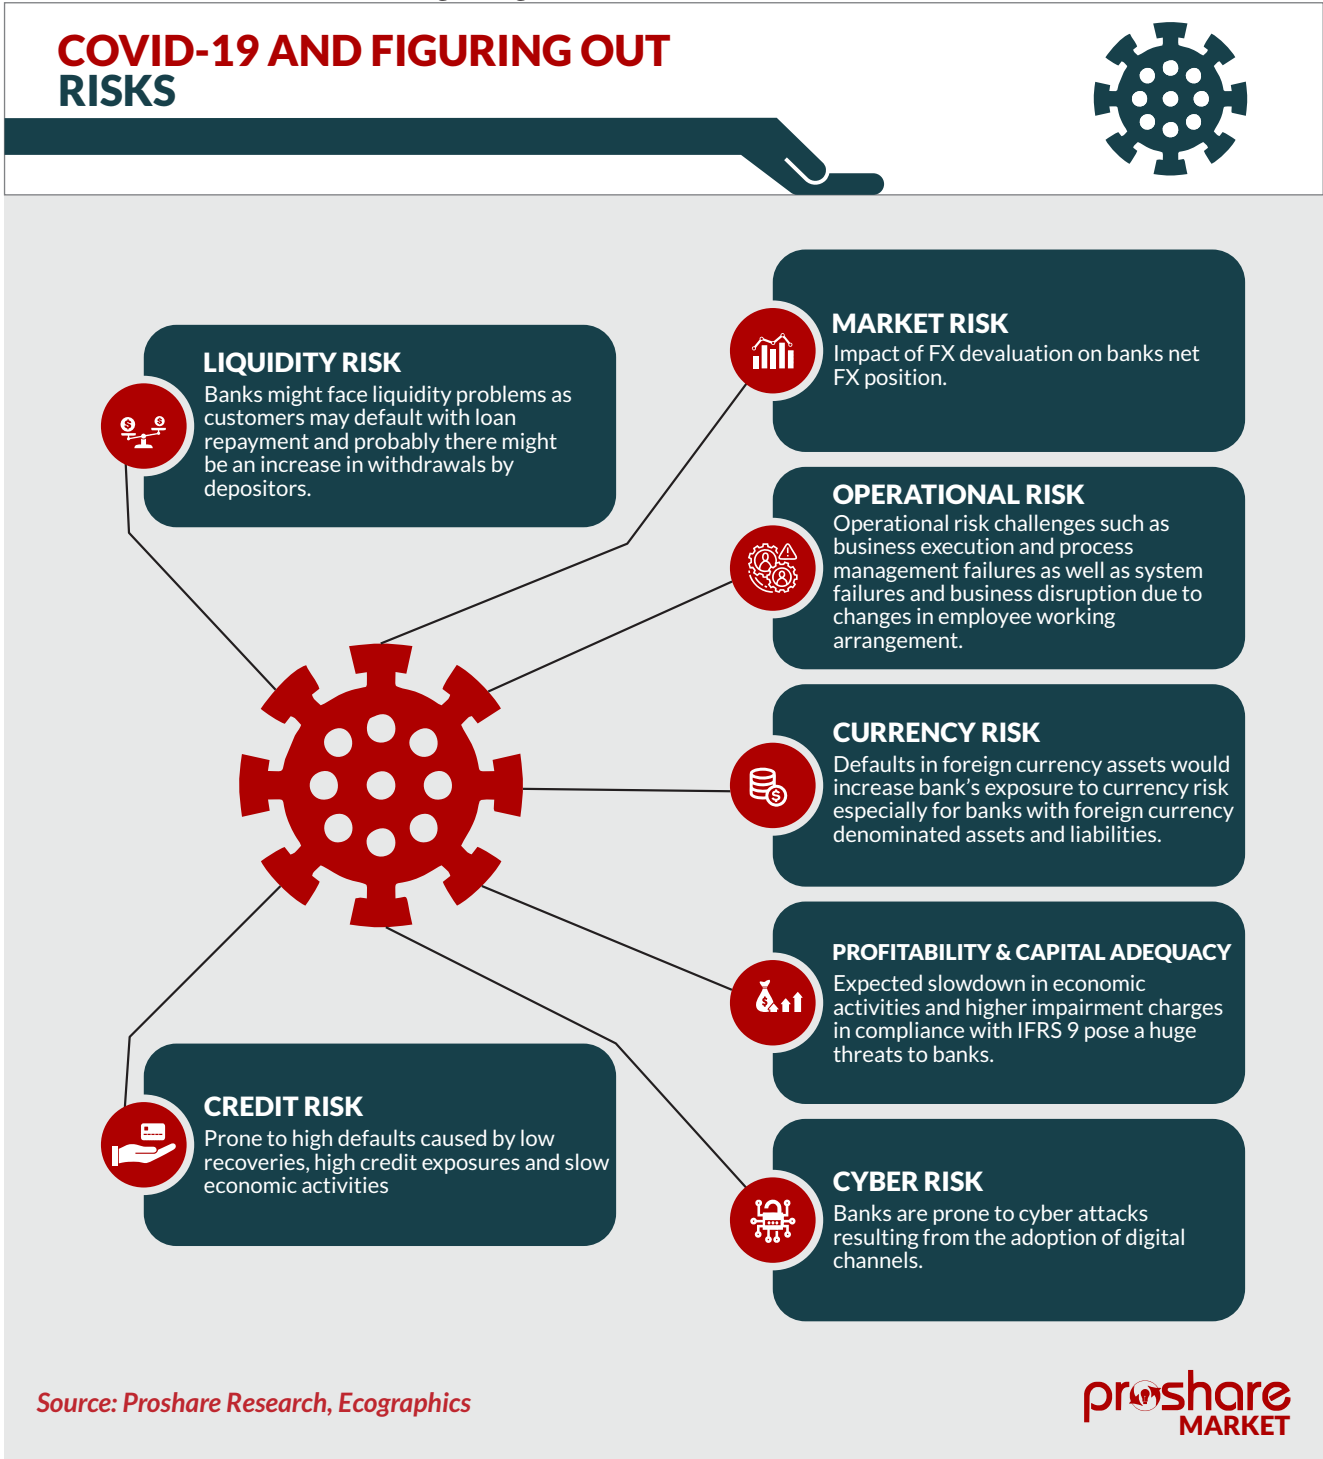 COVID-19 AND FIGURING OUT
RISKS
LIQUIDITY RISK
Banks might face liquidity problems as
customers may default with loan
repayment and probably there might
be an increase in withdrawals by
depositors.
MARKET RISK
Impact of FX devaluation on banks net
FX position.
OPERATIONAL RISK
Operational risk challenges such as
business execution and process
management failures as well as system
failures and business disruption due to
changes in employee working
arrangement.
CURRENCY RISK
Defaults in foreign currency assets would
increase bank’s exposure to currency risk
especially for banks with foreign currency
denominated assets and liabilities.
PROFITABILITY & CAPITAL ADEQUACY
Expected slowdown in economic
activities and higher impairment charges
in compliance with IFRS 9 pose a huge
threats to banks.
CREDIT RISK
Prone to high defaults caused by low
recoveries, high credit exposures and slow
economic activities
CYBER RISK
Banks are prone to cyber attacks
resulting from the adoption of digital
channels.
Source: Proshare Research, Ecographics
proshare
MARKET